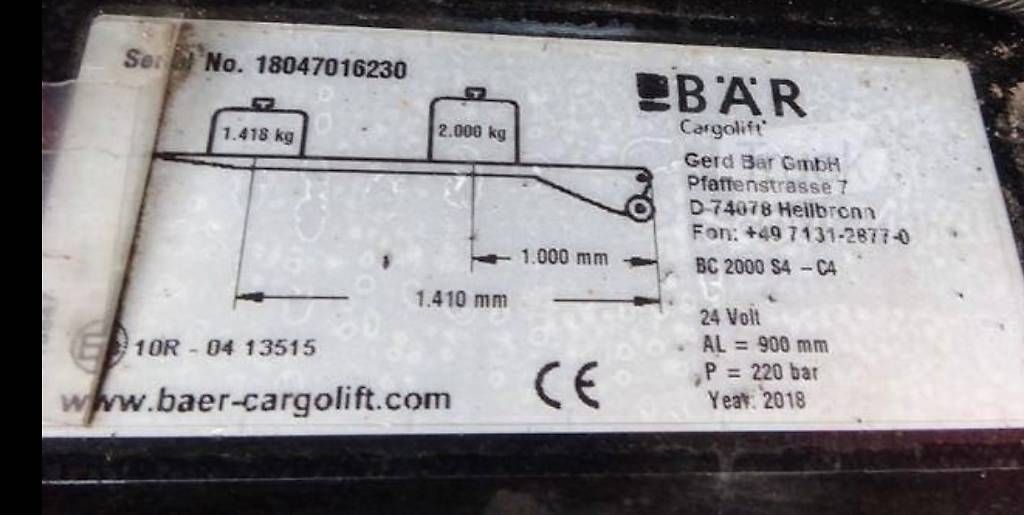 Serial No. 18047016230
1.418 kg
2.000 kg
1.000 mm
1.410 mm
10R - 04 13515
www.baer-cargolift.com
CE
BÄR
Cargolift
Gerd Bär GmbH
Pfaffenstrasse 7
D-74078 Heilbronn
Fon: +49 7131-2877-0
BC 2000 S4 - C4
24 Volt
AL = 900 mm
P = 220 bar
Year: 2018